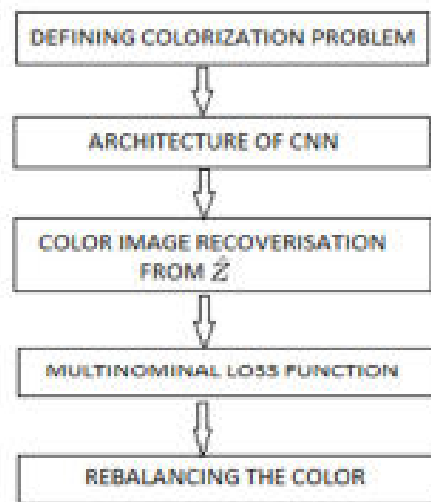 DEFINING COLORIZATION PROBLEM
ARCHITECTURE OF CNN
COLOR IMAGE RECOVERISATION
FROM Ẑ
MULTINOMINAL LOSS FUNCTION
REBALANCING THE COLOR